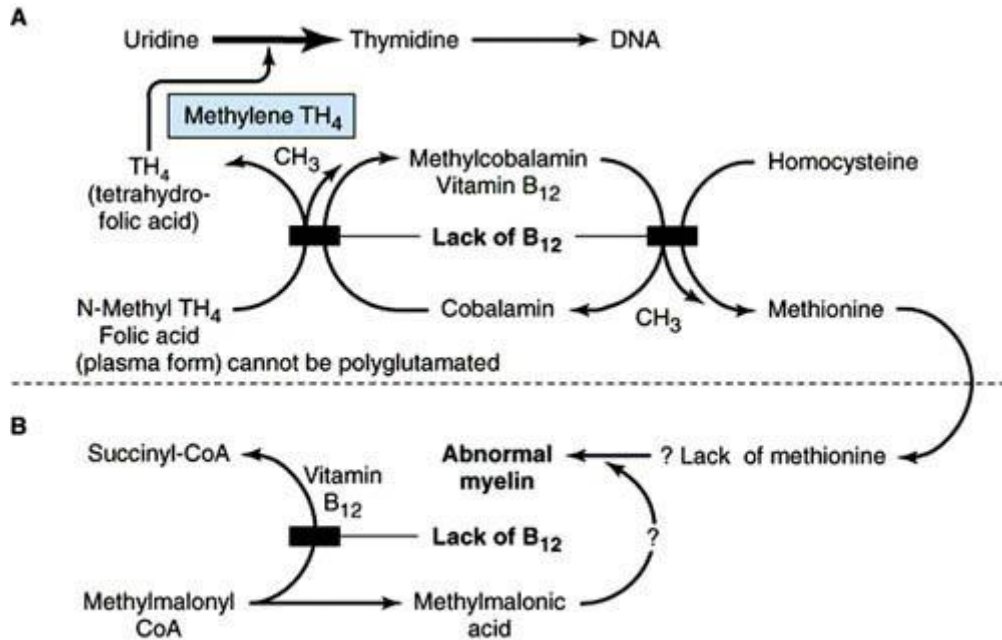 A
Uridine Thymidine DNA
Methylene TH4
TH4
(tetrahydro-
folic acid)
CH3
Methylcobalamin
Vitamin B12
Homocysteine
Lack of B12
N-Methyl TH4
Folic acid
(plasma form) cannot be polyglutamated
Cobalamin
CH3
Methionine
B
Succinyl-CoA
Vitamin
B12
Abnormal
myelin
? Lack of methionine
Lack of B12
?
Methylmalonyl
CoA
Methylmalonic
acid